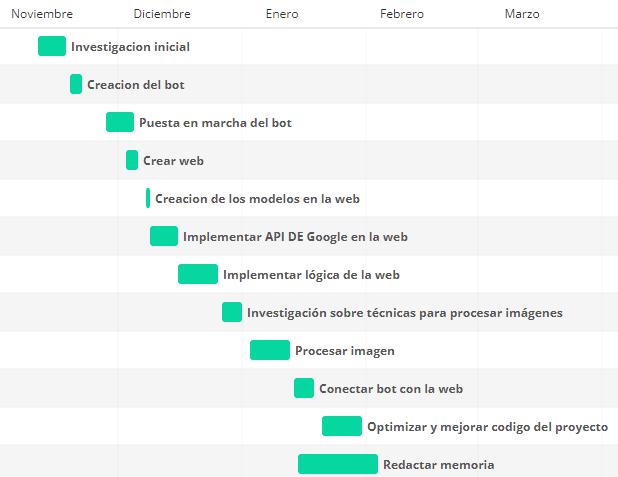 Noviembre Diciembre Enero Febrero Marzo
Investigacion inicial
Creacion del bot
Puesta en marcha del bot
Crear web
Creacion de los modelos en la web
Implementar API DE Google en la web
Implementar lógica de la web
Investigación sobre técnicas para procesar imágenes
Procesar imagen
Conectar bot con la web
Optimizar y mejorar codigo del proyecto
Redactar memoria